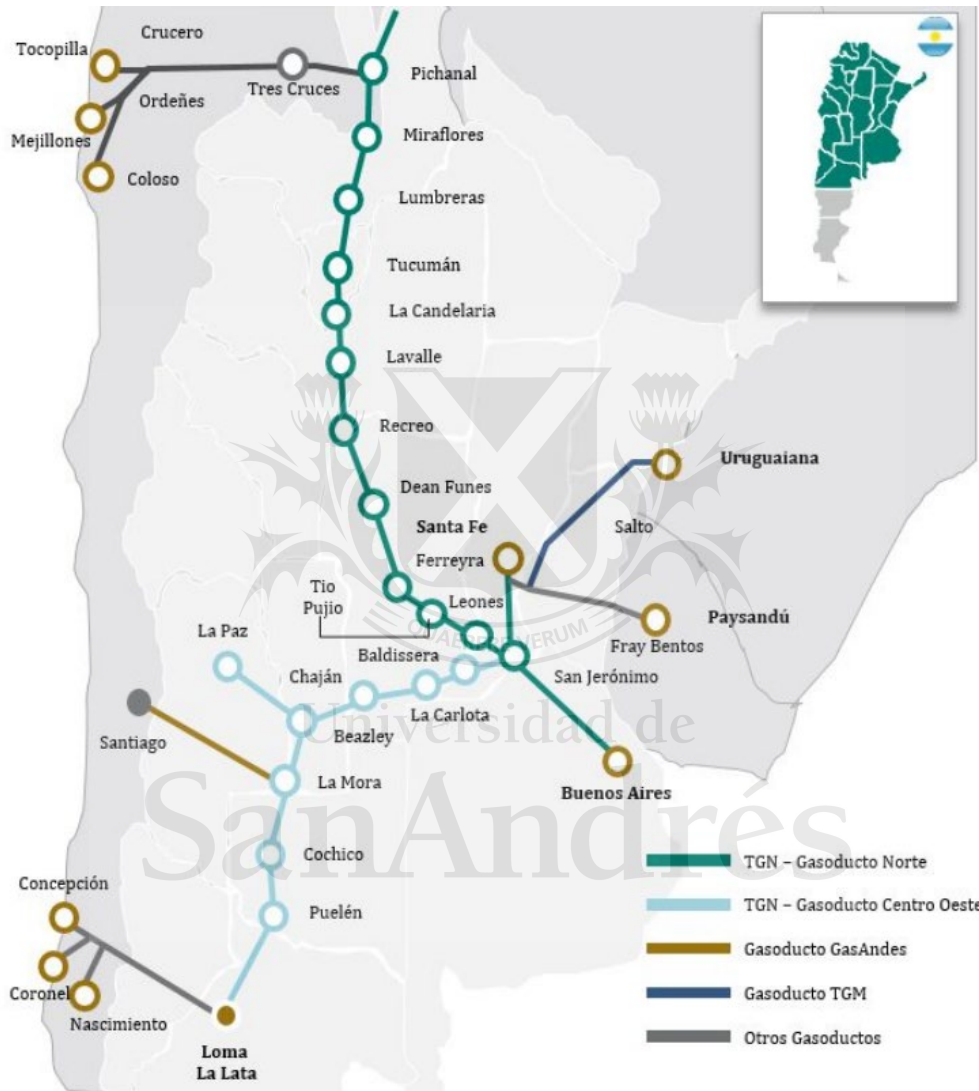 Crucero
Tocopilla
Ordeñes
Tres Cruces
Pichanal
Mejillones
Miraflores
Coloso
Lumbreras
Tucumán
La Candelaria
Lavalle
Recreo
Dean Funes
Uruguaiana
Santa Fe
Ferreyra
Salto
Tio
Pujio
Leones
Paysandú
La Paz
QUAERERE VERUM
Fray Bentos
Baldissera
Chaján
San Jerónimo
La Carlota
Santiago
Beazley
Universidad de
SanAndrés
La Mora
Buenos Aires
Cochico
Concepción
Puelén
Coronel
Nascimiento
Loma
La Lata
TGN – Gasoducto Norte
TGN – Gasoducto Centro Oeste
Gasoducto GasAndes
Gasoducto TGM
Otros Gasoductos